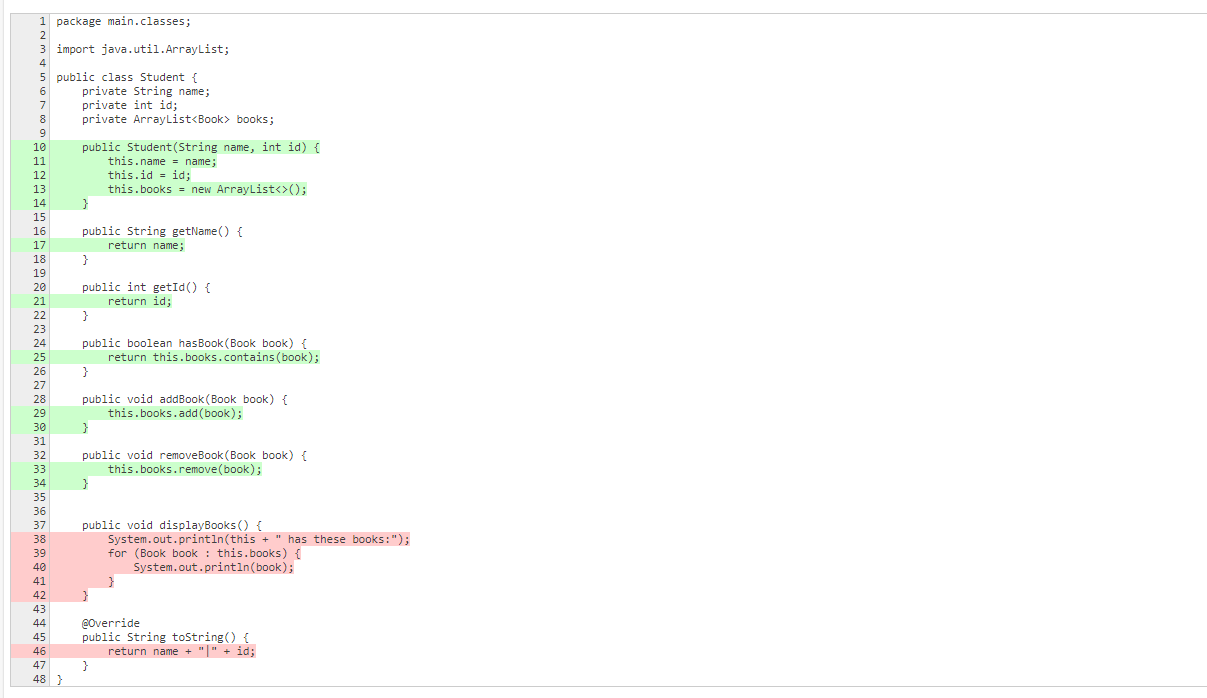 1 package main.classes;
2
3 import java.util.ArrayList;
4
5 public class Student {
6     private String name;
7     private int id;
8     private ArrayList<Book> books;
9
10     public Student(String name, int id) {
11         this.name = name;
12         this.id = id;
13         this.books = new ArrayList<>();
14     }
15
16     public String getName() {
17         return name;
18     }
19
20     public int getId() {
21         return id;
22     }
23
24     public boolean hasBook(Book book) {
25         return this.books.contains(book);
26     }
27
28     public void addBook(Book book) {
29         this.books.add(book);
30     }
31
32     public void removeBook(Book book) {
33         this.books.remove(book);
34     }
35
36
37     public void displayBooks() {
38         System.out.println(this + " has these books:");
39         for (Book book : this.books) {
40             System.out.println(book);
41         }
42     }
43
44     @Override
45     public String toString() {
46         return name + "|" + id;
47     }
48 }